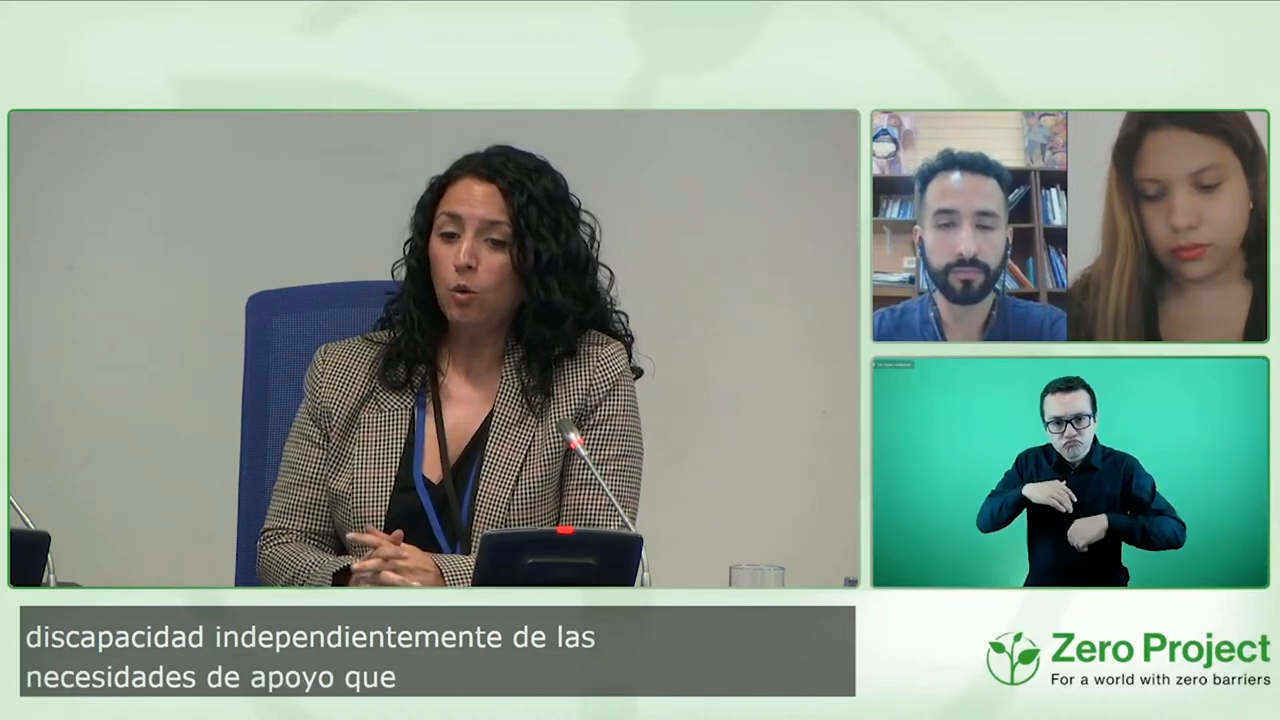 discapacidad independientemente de las
necesidades de apoyo que
Zero Project
For a world with zero barriers